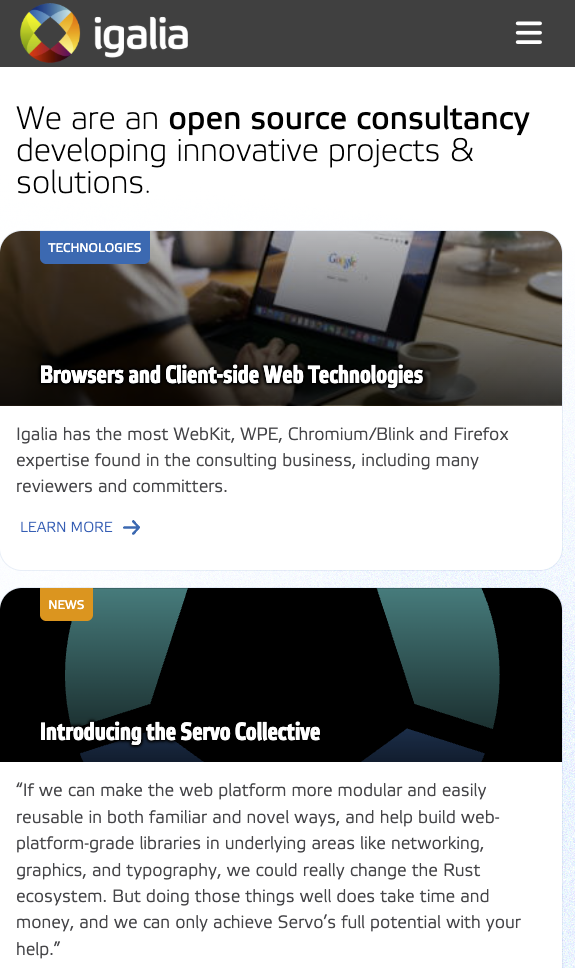 igalia
We are an open source consultancy
developing innovative projects &
solutions.
TECHNOLOGIES
Google
Browsers and Client-side Web Technologies
Igalia has the most WebKit, WPE, Chromium/Blink and Firefox
expertise found in the consulting business, including many
reviewers and committers.
LEARN MORE
NEWS
Introducing the Servo Collective
“If we can make the web platform more modular and easily
reusable in both familiar and novel ways, and help build web-
platform-grade libraries in underlying areas like networking,
graphics, and typography, we could really change the Rust
ecosystem. But doing those things well does take time and
money, and we can only achieve Servo’s full potential with your
help.”